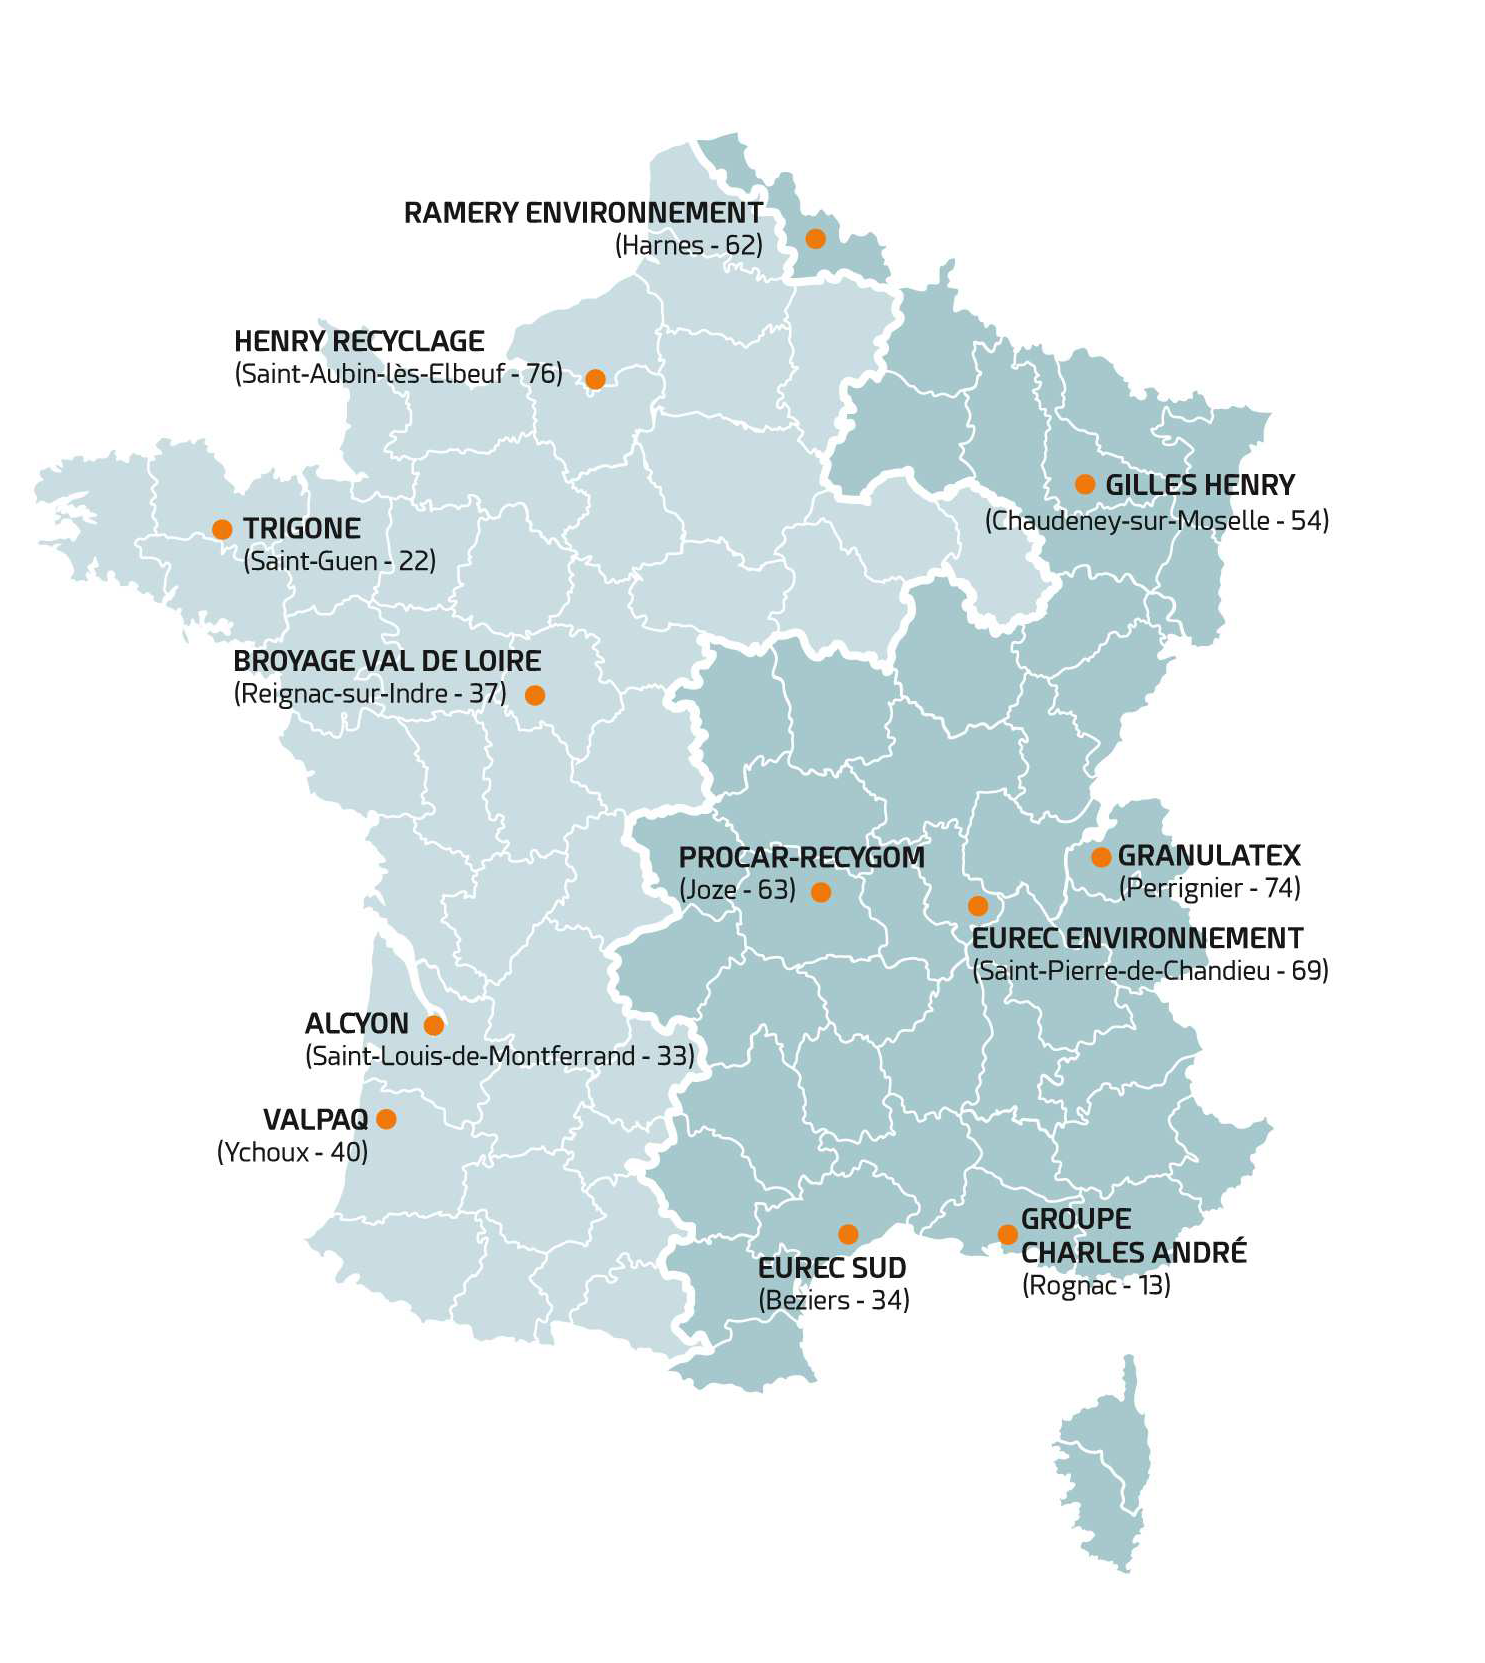 RAMERY ENVIRONNEMENT
(Harnes - 62)
HENRY RECYCLAGE
(Saint-Aubin-lès-Elbeuf - 76)
GILLES HENRY
(Chaudeney-sur-Moselle - 54)
TRIGONE
(Saint-Guen - 22)
BROYAGE VAL DE LOIRE
(Reignac-sur-Indre - 37)
PROCAR-RECYGOM
(Joze - 63)
GRANULATEX
(Perrignier - 74)
EUREC ENVIRONNEMENT
(Saint-Pierre-de-Chandieu - 69)
ALCYON
(Saint-Louis-de-Montferrand - 33)
VALPAQ
(Ychoux - 40)
GROUPE
CHARLES ANDRÉ
(Rognac - 13)
EUREC SUD
(Beziers - 34)